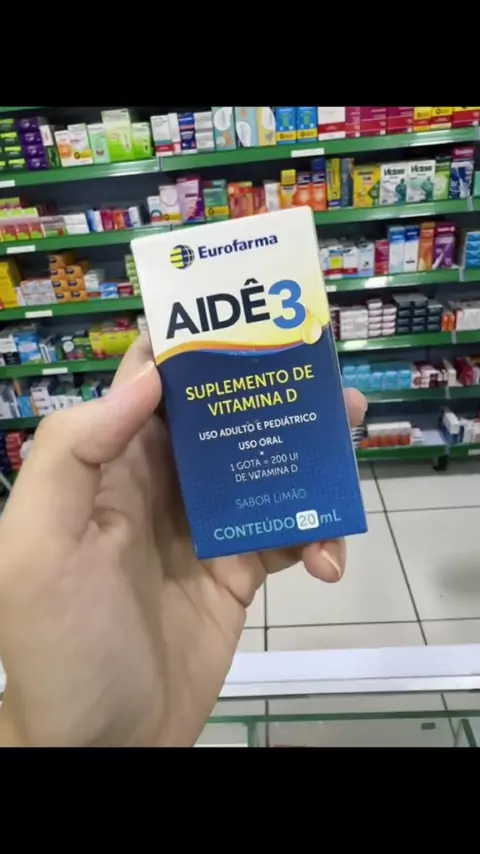 Eurofarma
AIDÊ3
SUPLEMENTO DE
VITAMINA D
USO ADULTO E PEDIÁTRICO
USO ORAL
1 GOTA = 200 UI
DE VITAMINA D
SABOR LIMÃO
CONTEÚDO 20 mL